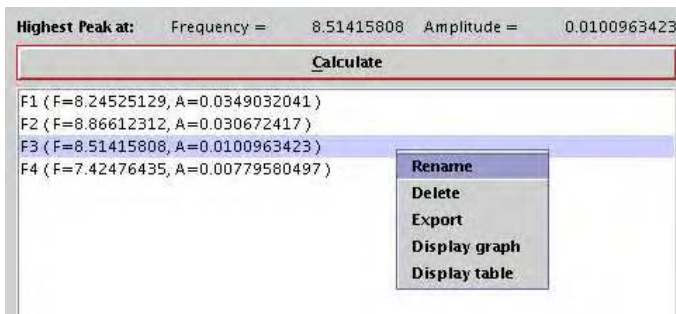 Highest Peak at: Frequency = 8.51415808 Amplitude = 0.0100963423
Calculate
F1 ( F=8.24525129, A=0.0349032041 )
F2 ( F=8.86612312, A=0.030672417 )
F3 ( F=8.51415808, A=0.0100963423 )
F4 ( F=7.42476435, A=0.00779580497 )
Rename
Delete
Export
Display graph
Display table